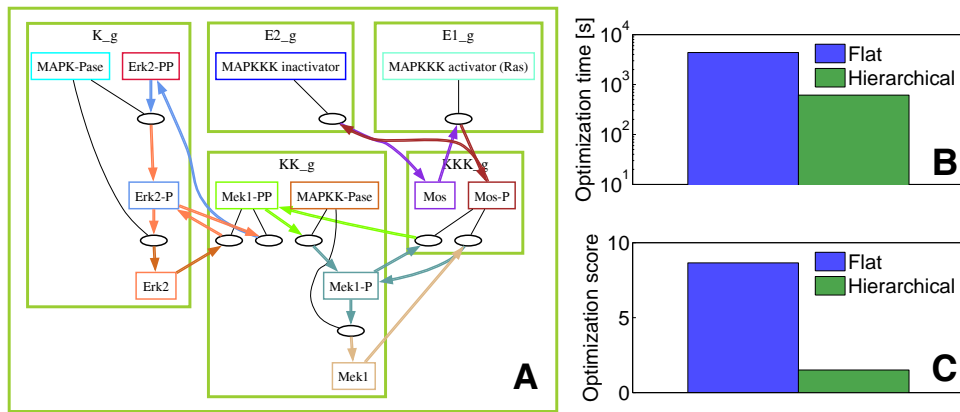 K_g
E2_g
E1_g
MAPK-Pase
Erk2-PP
MAPKKK inactivator
MAPKKK activator (Ras)
KK_g
KKK_g
Erk2-P
Mek1-PP
MAPKK-Pase
Mos
Mos-P
Erk2
Mek1-P
Mek1
A
Optimization time [s]
10^4
10^3
10^2
10^1
Flat
Hierarchical
B
Optimization score
10
5
0
Flat
Hierarchical
C